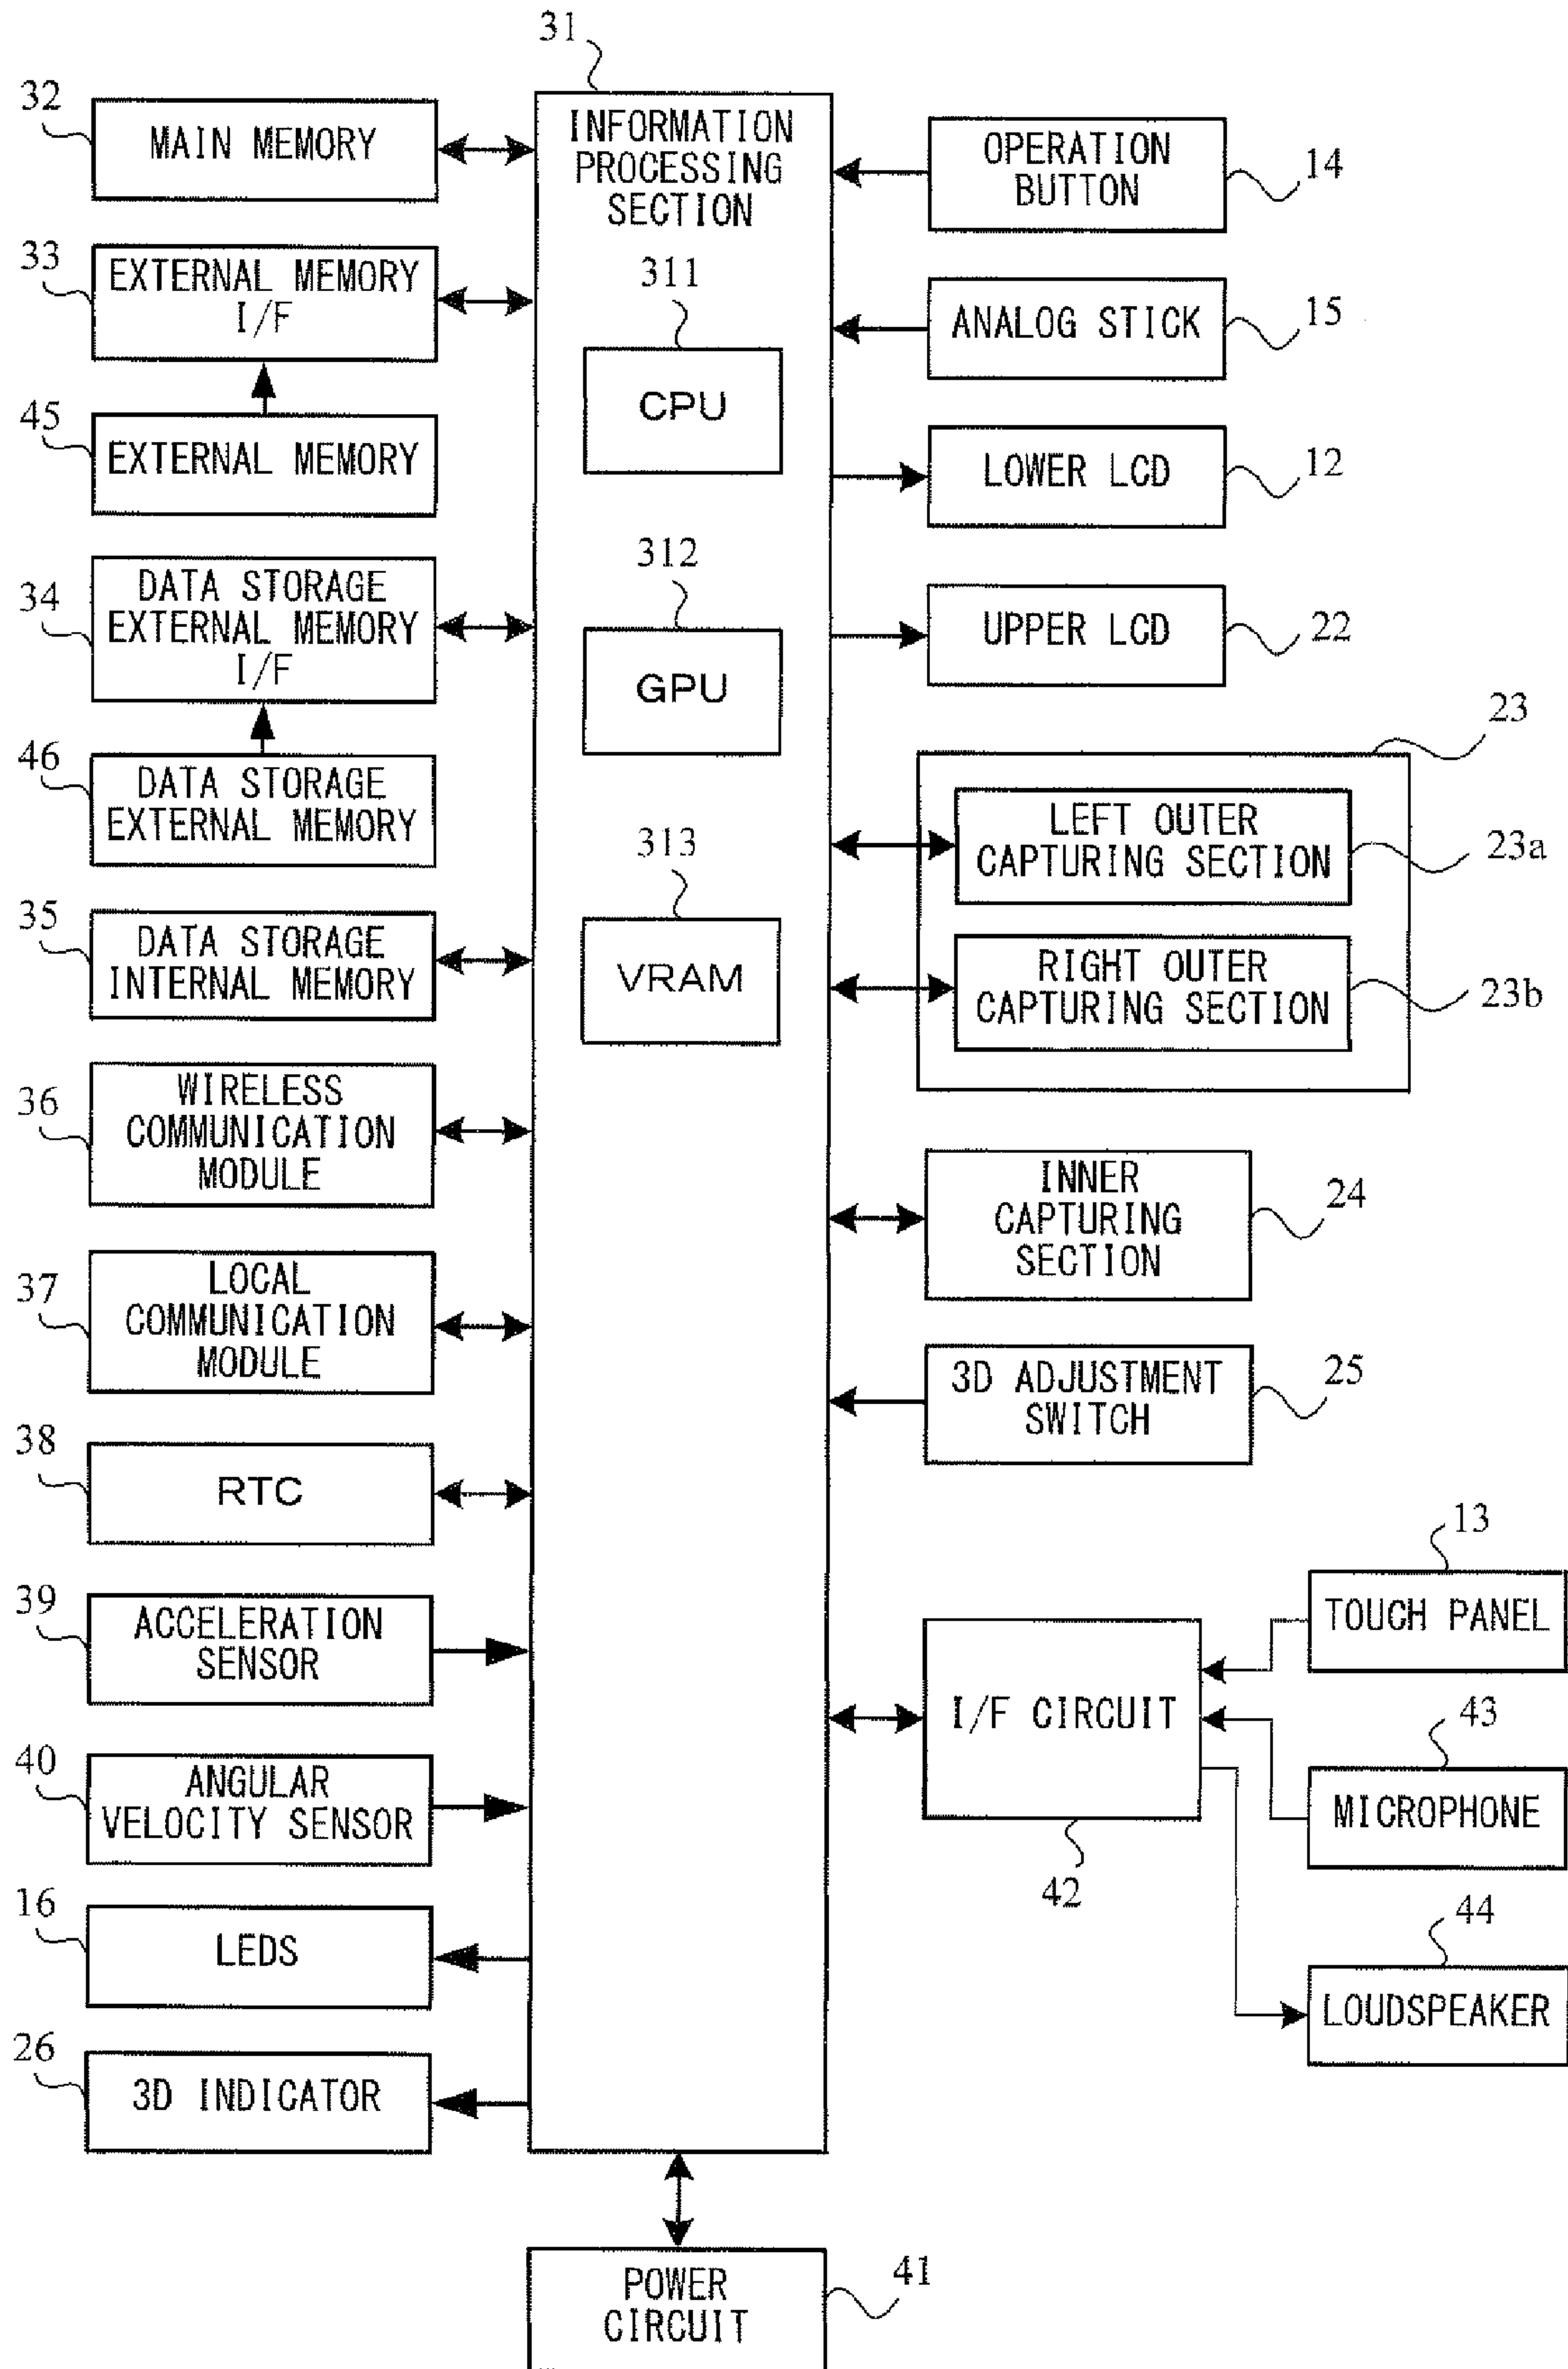 31
INFORMATION
PROCESSING
SECTION
311
CPU
312
GPU
313
VRAM
32
MAIN MEMORY
33
EXTERNAL MEMORY
I/F
45
EXTERNAL MEMORY
34
DATA STORAGE
EXTERNAL MEMORY
I/F
46
DATA STORAGE
EXTERNAL MEMORY
35
DATA STORAGE
INTERNAL MEMORY
36
WIRELESS
COMMUNICATION
MODULE
37
LOCAL
COMMUNICATION
MODULE
38
RTC
39
ACCELERATION
SENSOR
40
ANGULAR
VELOCITY SENSOR
16
LEDS
26
3D INDICATOR
OPERATION
BUTTON
14
ANALOG STICK
15
LOWER LCD
12
UPPER LCD
22
23
LEFT OUTER
CAPTURING SECTION
23a
RIGHT OUTER
CAPTURING SECTION
23b
INNER
CAPTURING
SECTION
24
3D ADJUSTMENT
SWITCH
25
13
TOUCH PANEL
I/F CIRCUIT
42
43
MICROPHONE
44
LOUDSPEAKER
POWER
CIRCUIT
41